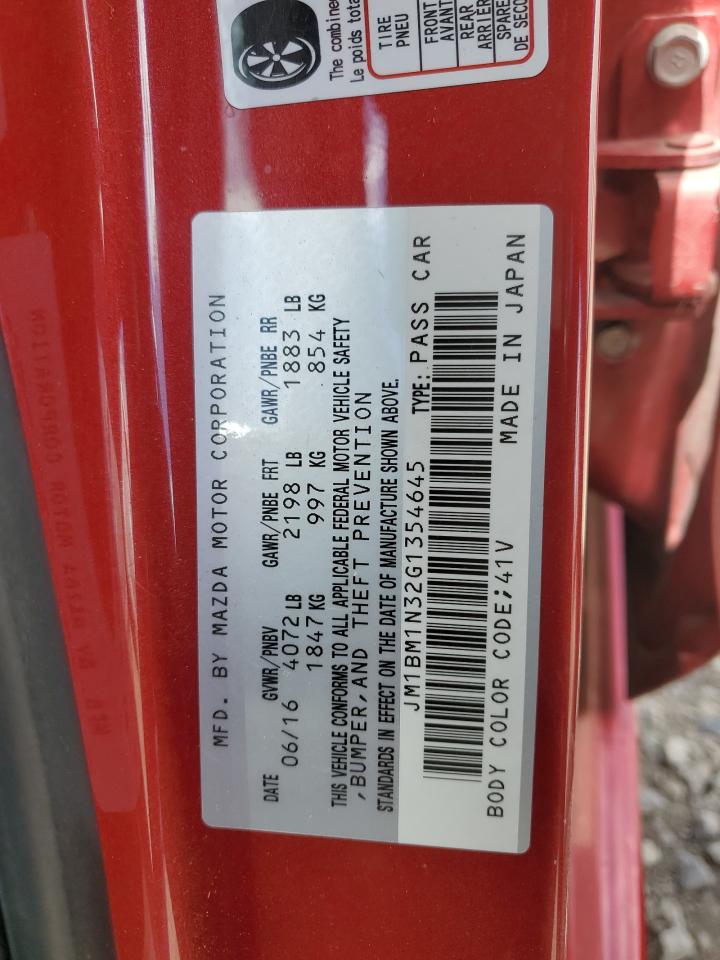 The combined
Le poids tota
TIRE
PNEU
FRONT
AVANT
REAR
ARRIÈR
SPARE
DE SECO
MFD. BY MAZDA MOTOR CORPORATION
DATE GVWR/PNBV GAWR/PNBE FRT GAWR/PNBE RR
06/16 4072 LB 2198 LB 1883 LB
1847 KG 997 KG 854 KG
THIS VEHICLE CONFORMS TO ALL APPLICABLE FEDERAL MOTOR VEHICLE SAFETY
,BUMPER,AND THEFT PREVENTION
STANDARDS IN EFFECT ON THE DATE OF MANUFACTURE SHOWN ABOVE.
JM1BM1N32G1354645 TYPE: PASS CAR
BODY COLOR CODE;41V MADE IN JAPAN